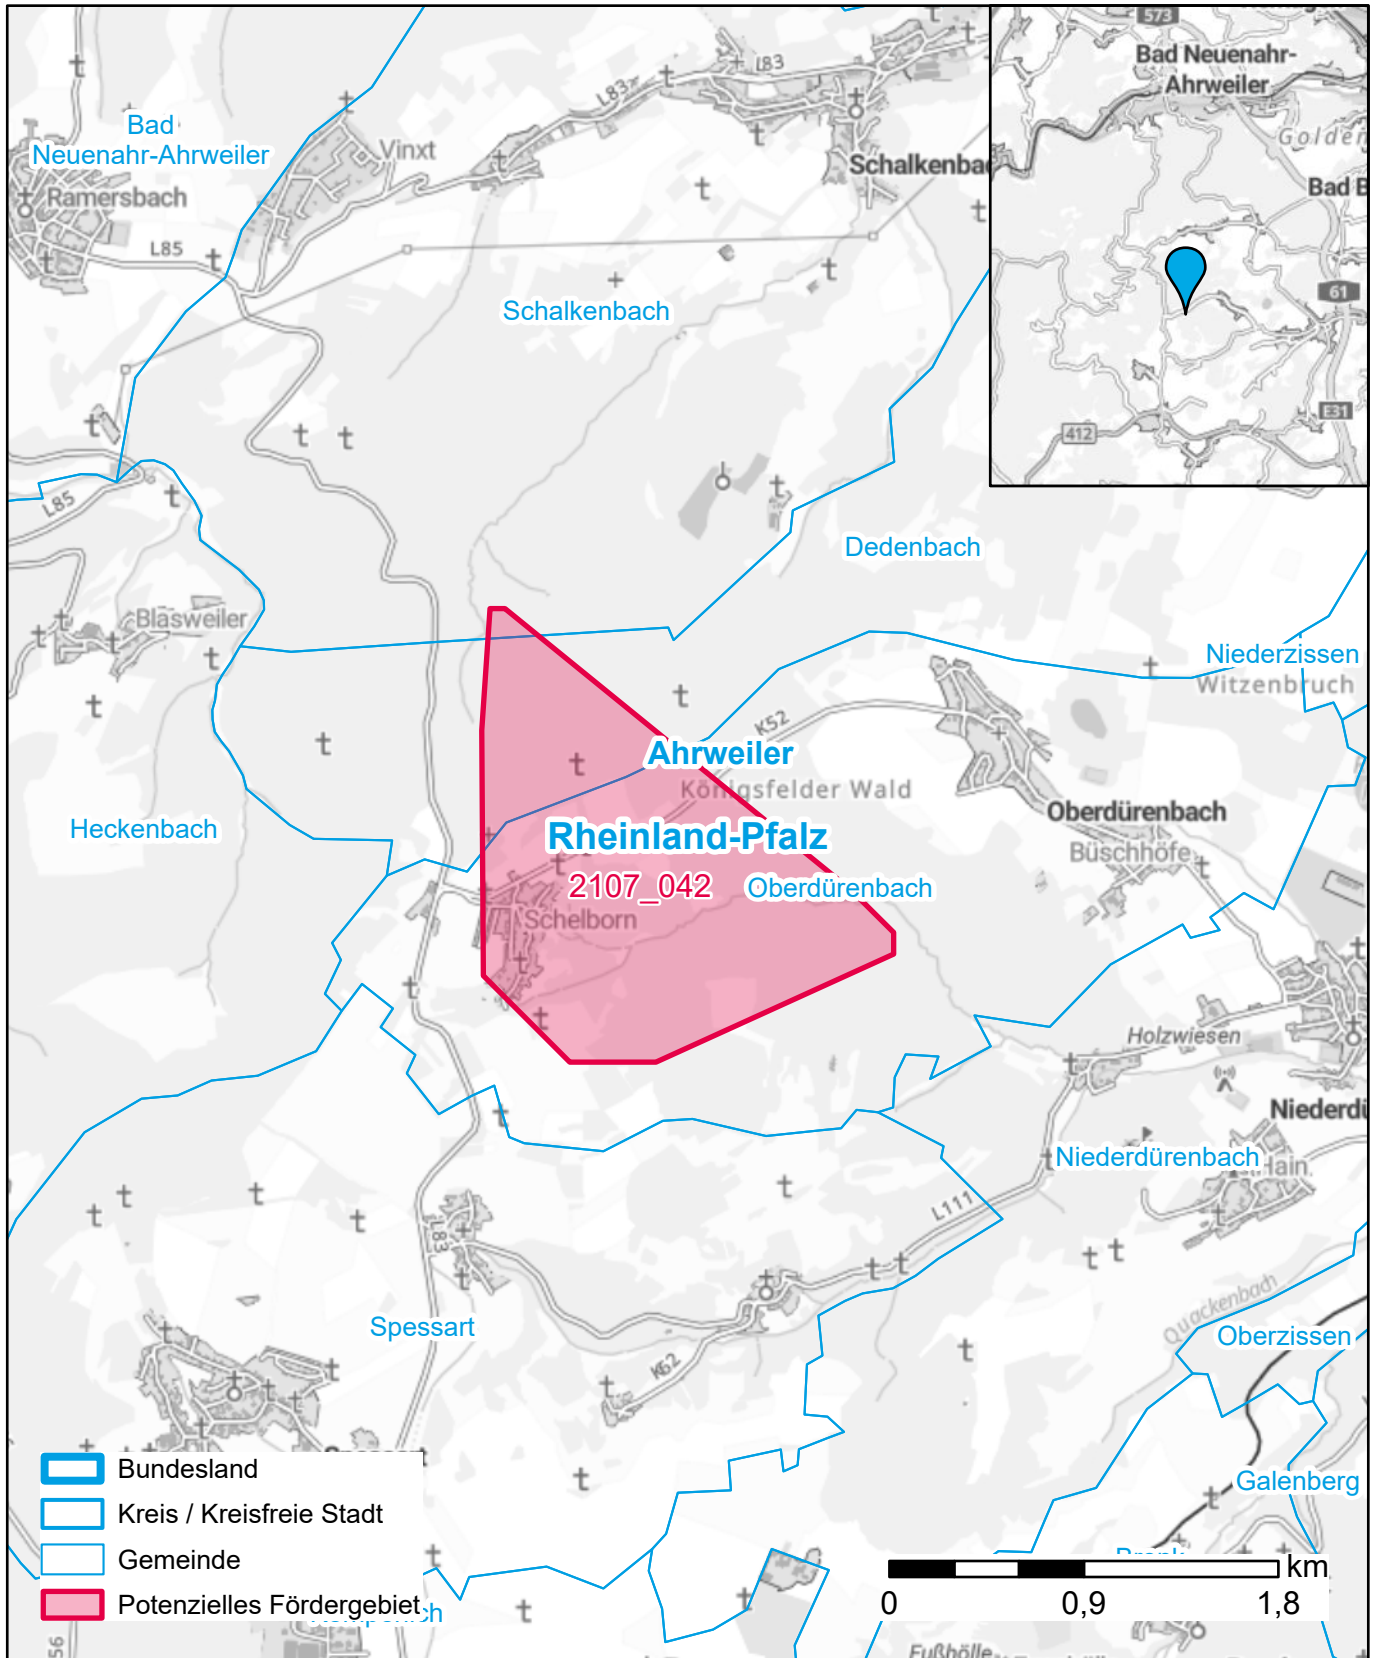 573
Bad Neuenahr-
Ahrweiler
Bad B
61
E31
412
L83
L83
Schalkenba
Bad
Neuenahr-Ahrweiler
Vinxt
Ramersbach
L85
Schalkenbach
L85
Dedenbach
Blasweiler
Niederzissen
Witzenbruch
K52
Ahrweiler
Königsfelder Wald
Oberdürenbach
Heckenbach
Rheinland-Pfalz
Büschhöfe
2107_042
Oberdürenbach
Schelborn
Holzwiesen
Niederdü
Niederdürenbach
Hain
L111
L83
Quackenbach
Spessart
Oberzissen
K62
Galenberg
Bundesland
Kreis / Kreisfreie Stadt
Gemeinde
Potenzielles Fördergebiet
km
0
0,9
1,8
56
Fußhölle